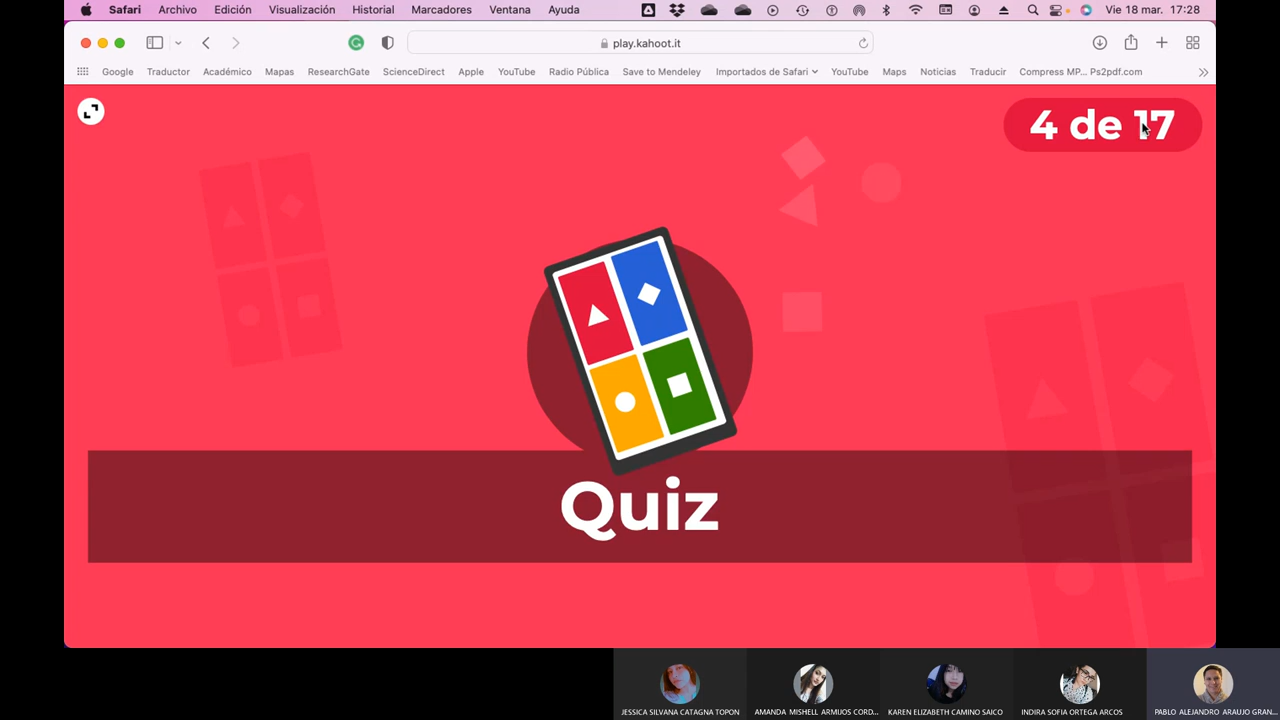 Safari Archivo Edición Visualización Historial Marcadores Ventana Ayuda Vie 18 mar. 17:28
play.kahoot.it
Google Traductor Académico Mapas ResearchGate ScienceDirect Apple YouTube Radio Pública Save to Mendeley Importados de Safari YouTube Maps Noticias Traducir Compress MP... Ps2pdf.com
4 de 17
Quiz
JESSICA SILVANA CATAGNA TOPON AMANDA MISHELL ARMIJOS CORD... KAREN ELIZABETH CAMINO SAICO INDIRA SOFIA ORTEGA ARCOS PABLO ALEJANDRO ARAUJO GRAN...